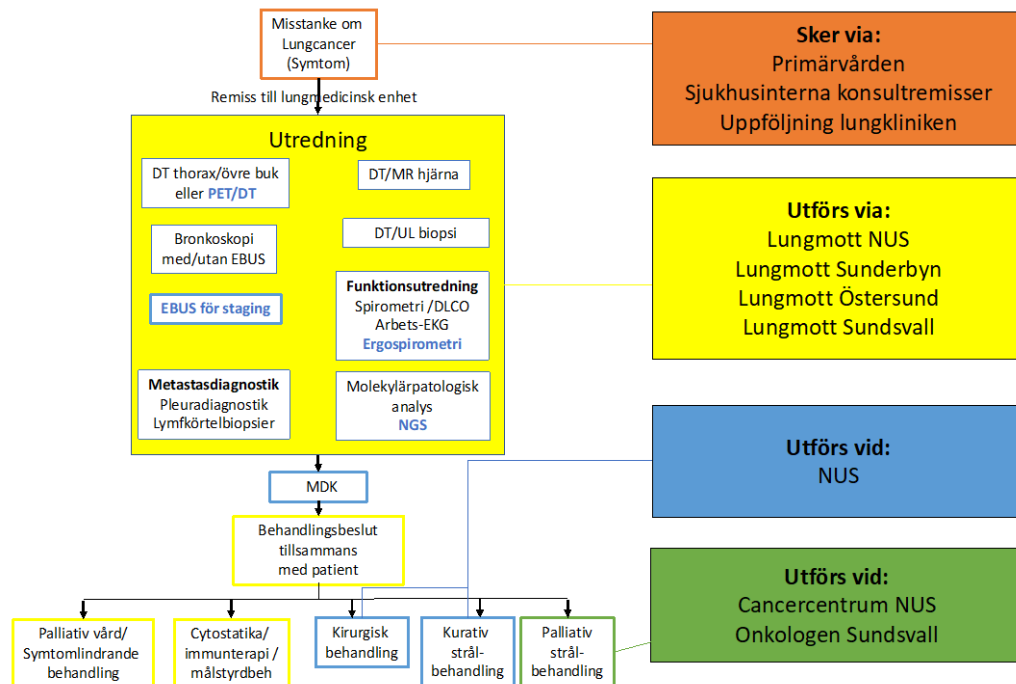 Misstanke om
Lungcancer
(Symtom)
Remiss till lungmedicinsk enhet
Utredning
DT thorax/övre buk
eller PET/DT
DT/MR hjärna
Bronkoskopi
med/utan EBUS
DT/UL biopsi
EBUS för staging
Funktionsutredning
Spirometri /DLCO
Arbets-EKG
Ergospirometri
Metastasdiagnostik
Pleuradiagnostik
Lymfkörtelbiopsier
Molekylärpatologisk
analys
NGS
MDK
Behandlingsbeslut
tillsammans
med patient
Palliativ vård/
Symtomlindrande
behandling
Cytostatika/
immunterapi /
målstyrdbeh
Kirurgisk
behandling
Kurativ
strål-
behandling
Palliativ
strål-
behandling
Sker via:
Primärvården
Sjukhusinterna konsultremisser
Uppföljning lungkliniken
Utförs via:
Lungmott NUS
Lungmott Sunderbyn
Lungmott Östersund
Lungmott Sundsvall
Utförs vid:
NUS
Utförs vid:
Cancercentrum NUS
Onkologen Sundsvall